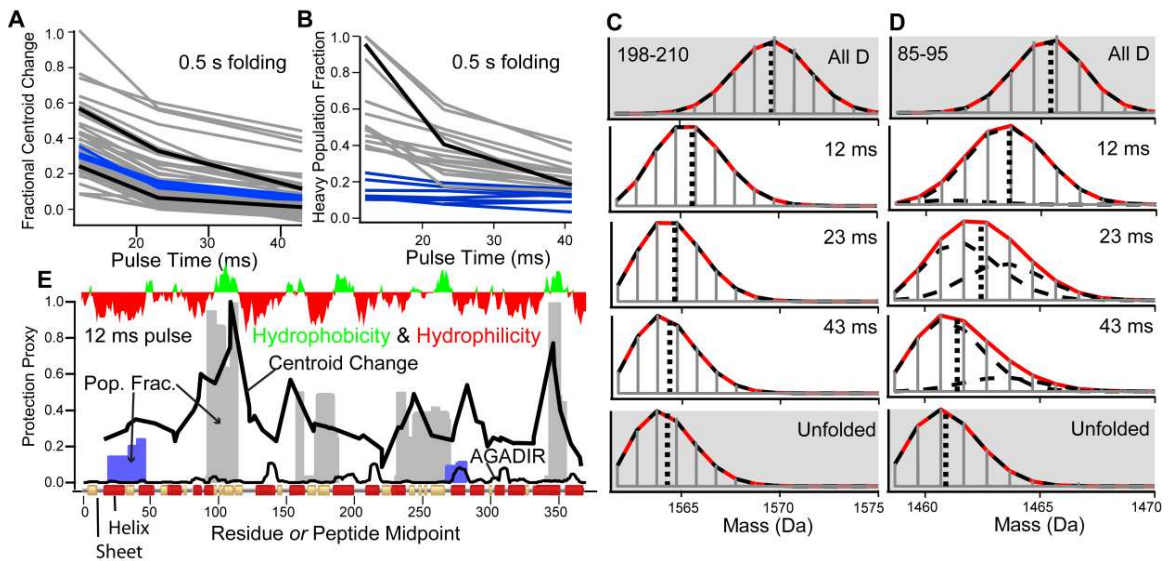 A
Fractional Centroid Change
1.0
0.8
0.6
0.4
0.2
0.0
0.5 s folding
20
30
40
Pulse Time (ms)
B
Heavy Population Fraction
1.0
0.8
0.6
0.4
0.2
0.0
0.5 s folding
20
30
40
Pulse Time (ms)
C
198-210
All D
12 ms
23 ms
43 ms
Unfolded
1565
1570
1575
Mass (Da)
D
85-95
All D
12 ms
23 ms
43 ms
Unfolded
1460
1465
1470
Mass (Da)
E
Protection Proxy
1.0
0.8
0.6
0.4
0.2
0.0
12 ms pulse
Hydrophobicity & Hydrophilicity
Centroid Change
Pop. Frac.
AGADIR
0
50
100
150
200
250
300
350
Helix
Sheet
Residue or Peptide Midpoint